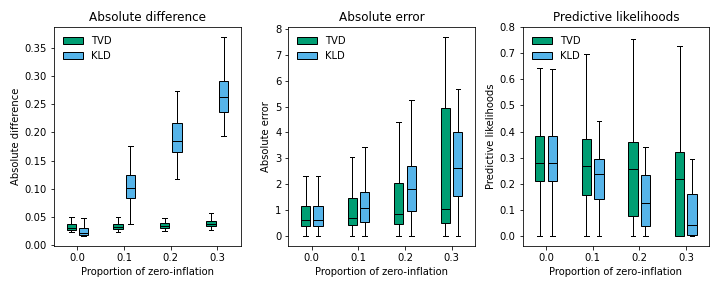 Absolute difference
Absolute difference
0.35
0.30
0.25
0.20
0.15
0.10
0.05
0.00
TVD
KLD
0.0 0.1 0.2 0.3
Proportion of zero-inflation
Absolute error
Absolute error
8
7
6
5
4
3
2
1
0
TVD
KLD
0.0 0.1 0.2 0.3
Proportion of zero-inflation
Predictive likelihoods
Predictive likelihoods
0.8
0.7
0.6
0.5
0.4
0.3
0.2
0.1
0.0
TVD
KLD
0.0 0.1 0.2 0.3
Proportion of zero-inflation